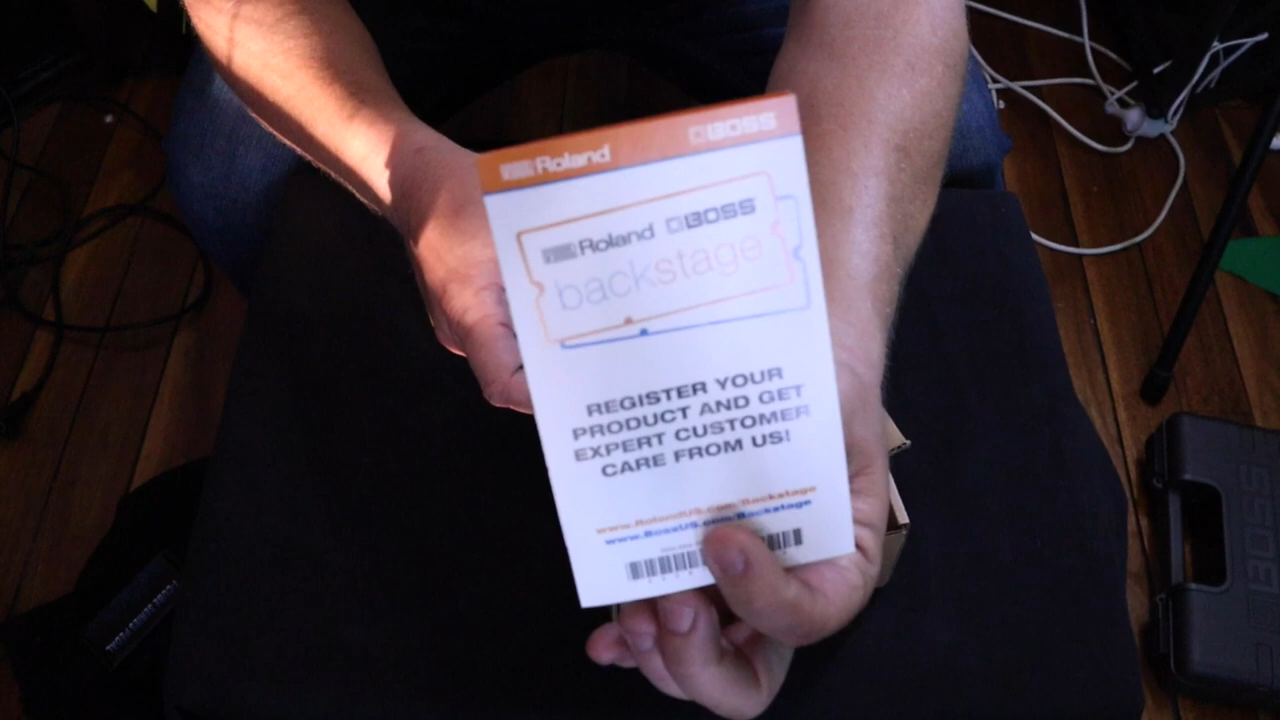 Roland BOSS
Roland BOSS
backstage
REGISTER YOUR
PRODUCT AND GET
EXPERT CUSTOMER
CARE FROM US!
www.RolandUS.com/Backstage
www.BossUS.com/Backstage
BOSS